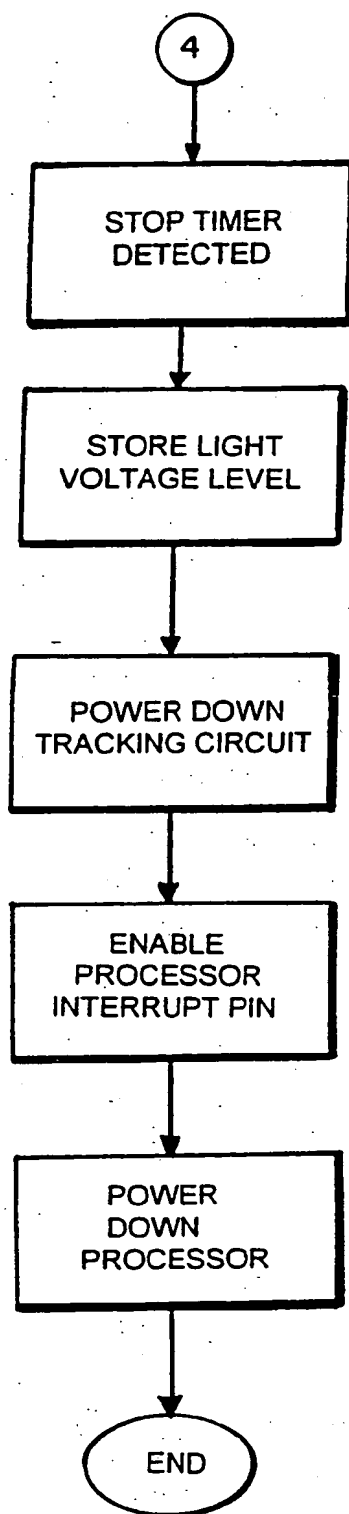 4
STOP TIMER
DETECTED
STORE LIGHT
VOLTAGE LEVEL
POWER DOWN
TRACKING CIRCUIT
ENABLE
PROCESSOR
INTERRUPT PIN
POWER
DOWN
PROCESSOR
END